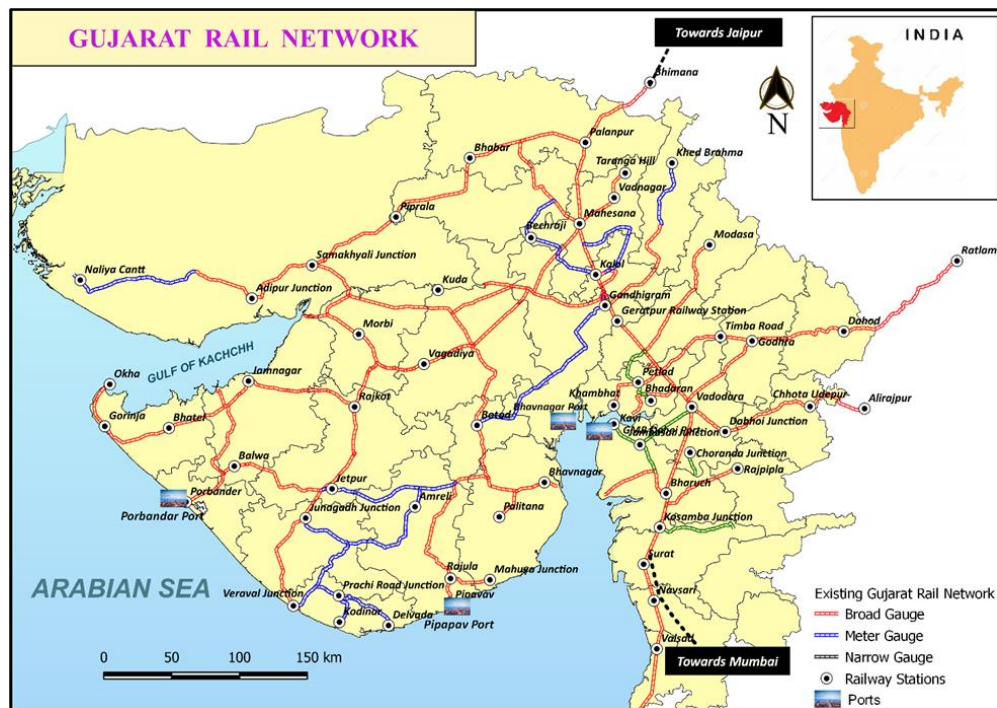 GUJARAT RAIL NETWORK
Towards Jaipur
INDIA
N
Bhimana
Palanpur
Bhabar
Taranga Hill
Khed Brahma
Vadnagar
Piprala
Mahesana
Bechraji
Modasa
Samakhyali Junction
Kalol
Ratlam
Naliya Cantt
Adipur Junction
Kuda
Gandhigram
Geratpur Railway Station
Morbi
Timba Road
Dahod
Godhra
GULF OF KACHCHH
Vagadiya
Okha
Jamnagar
Petlad
Khambhat
Bhadaran
Vadodara
Chhota Udepur
Alirajpur
Gorinja
Bhatel
Rajkot
Botad
Bhavnagar Port
Kavi
Dabhoi Junction
Choranda Junction
Balwa
Jetpur
Bhavnagar
Rajpipla
Porbander
Porbandar Port
Amreli
Palitana
Bharuch
Junagadh Junction
Kosamba Junction
ARABIAN SEA
Rajula
Mahuva Junction
Surat
Prachi Road Junction
Pipavav
Veraval Junction
Pipapav Port
Navsari
Kodinar
Delvada
Valsad
Towards Mumbai
0 50 100 150 km
Existing Gujarat Rail Network
Broad Gauge
Meter Gauge
Narrow Gauge
Railway Stations
Ports